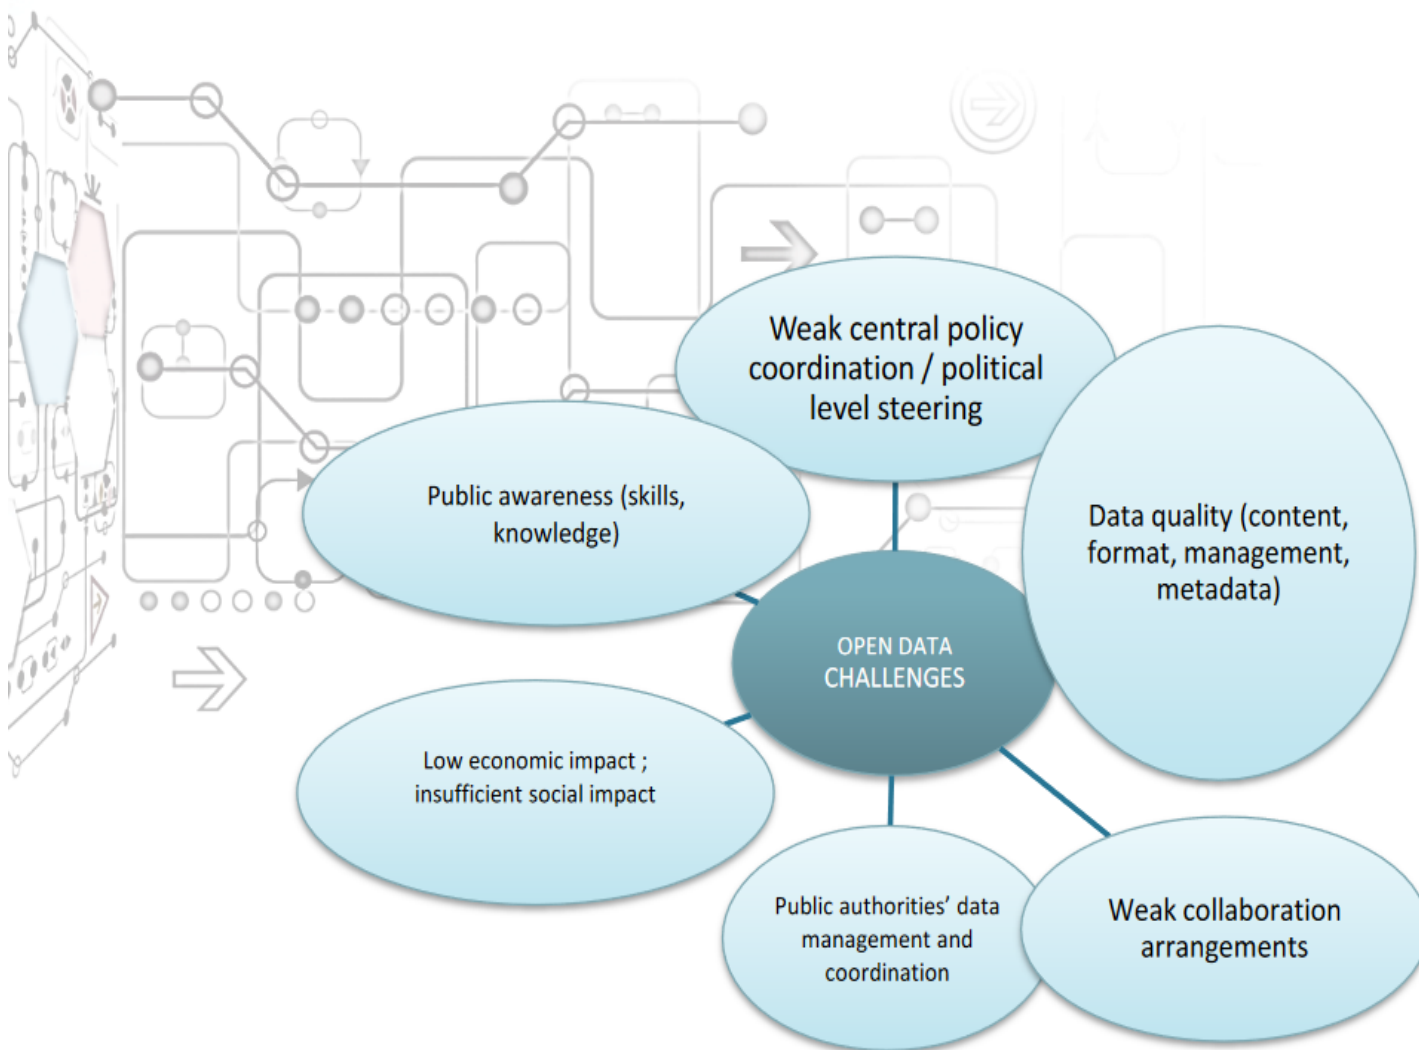 Weak central policy
coordination / political
level steering
Public awareness (skills,
knowledge)
Data quality (content,
format, management,
metadata)
OPEN DATA
CHALLENGES
Low economic impact ;
insufficient social impact
Public authorities’ data
management and
coordination
Weak collaboration
arrangements